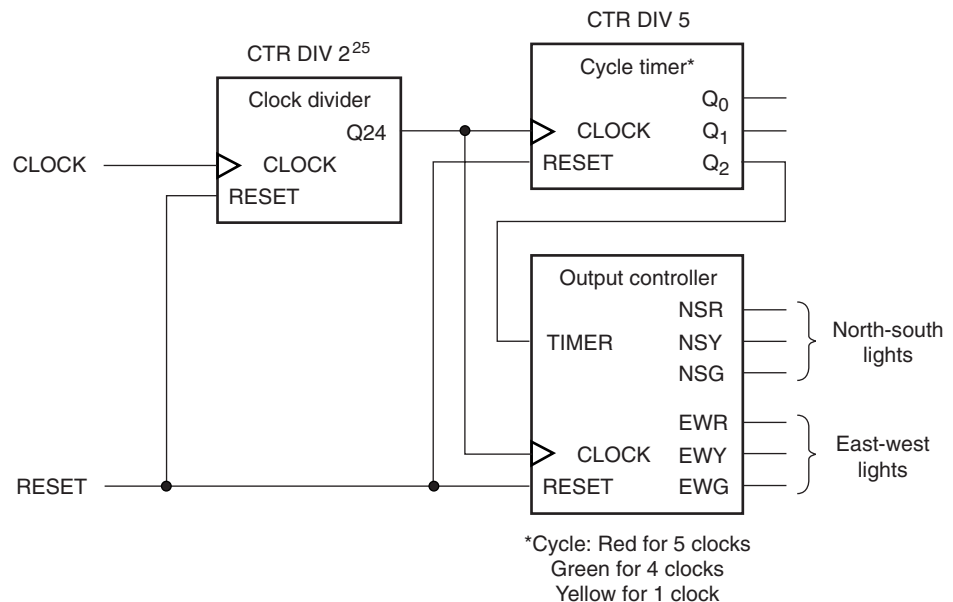 CTR DIV 2²⁵
Clock divider
Q24
CLOCK
CLOCK
RESET
CTR DIV 5
Cycle timer*
Q₀
CLOCK
Q₁
RESET
Q₂
Output controller
NSR
TIMER
NSY
NSG
North-south
lights
EWR
CLOCK
EWY
RESET
EWG
East-west
lights
RESET
*Cycle: Red for 5 clocks
Green for 4 clocks
Yellow for 1 clock